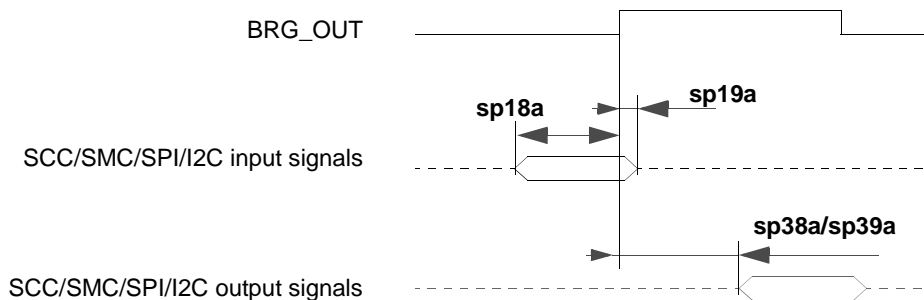 BRG_OUT
sp18a
sp19a
SCC/SMC/SPI/I2C input signals
sp38a/sp39a
SCC/SMC/SPI/I2C output signals